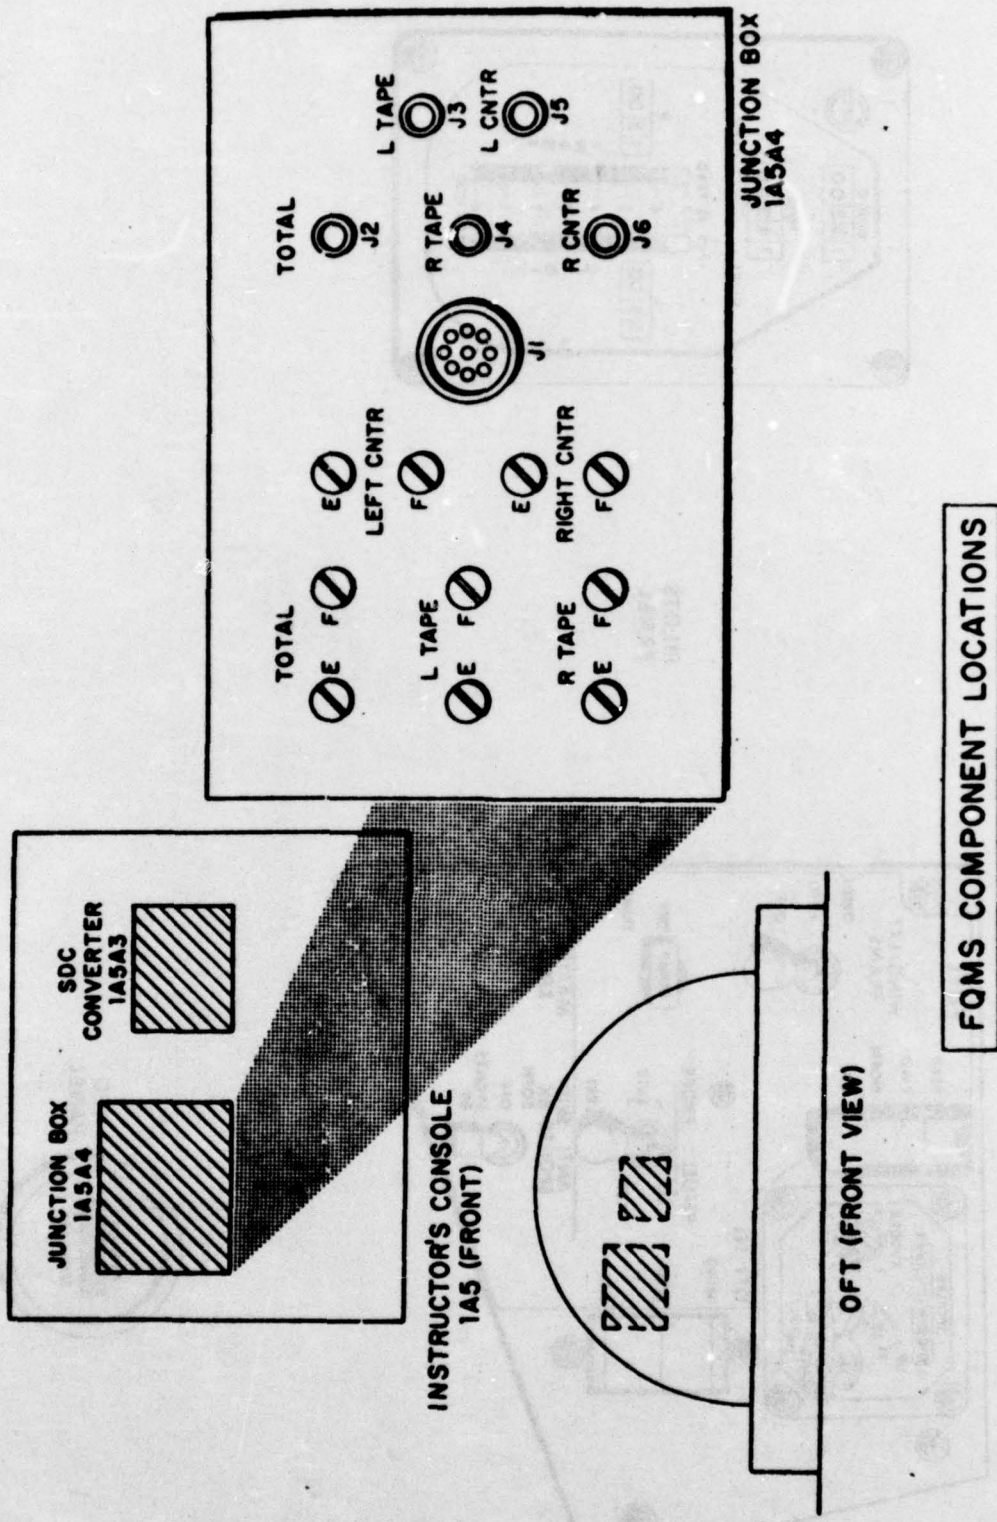 JUNCTION BOX
1A5A4
SDC
CONVERTER
1A5A3
INSTRUCTOR'S CONSOLE
1A5 (FRONT)
TOTAL
E F
L TAPE
E F
R TAPE
E F
E
LEFT CNTR
F
E
RIGHT CNTR
F
J1
TOTAL
J2
R TAPE
J4
R CNTR
J6
L TAPE
J3
L CNTR
J5
JUNCTION BOX
1A5A4
OFT (FRONT VIEW)
FQMS COMPONENT LOCATIONS